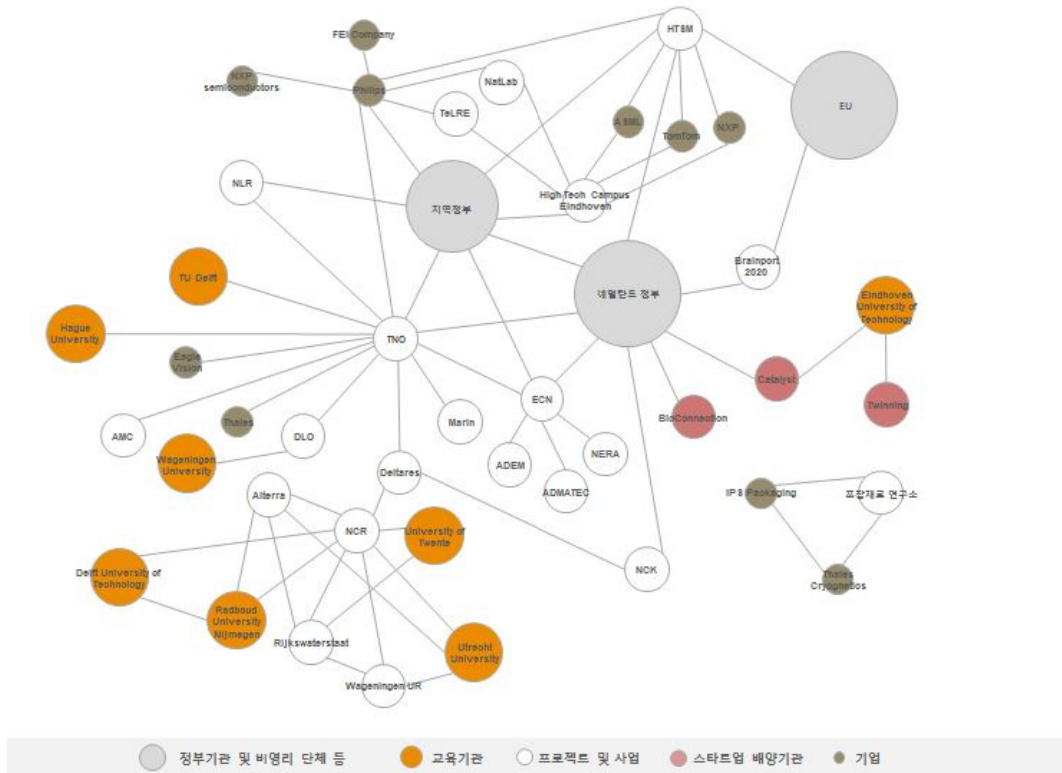 HTSM
FEI Company
NXP
semiconductors
Philips
NatLab
TeLRE
ASML
TomTom
NXP
EU
NLR
지역정부
High Tech Campus
Eindhoven
TU Delft
네덜란드 정부
Brainport
2020
Eindhoven
University of
Technology
Hague
University
TNO
Eagle
Vision
Catalyst
ECN
Twinning
BioConnection
Thales
Marin
AMC
DLO
NERA
Wageningen
University
ADEM
Deltares
ADMATEC
Alterra
IPS Packaging
포장재료 연구소
NCR
University of
Twente
NCK
Delft University of
Technology
Thales
Cryogenetios
Radboud
University
Nijmegen
Rijkswaterstaat
Utrecht
University
Wageningen UR
정부기관 및 비영리 단체 등
교육기관
프로젝트 및 사업
스타트업 배양기관
기업